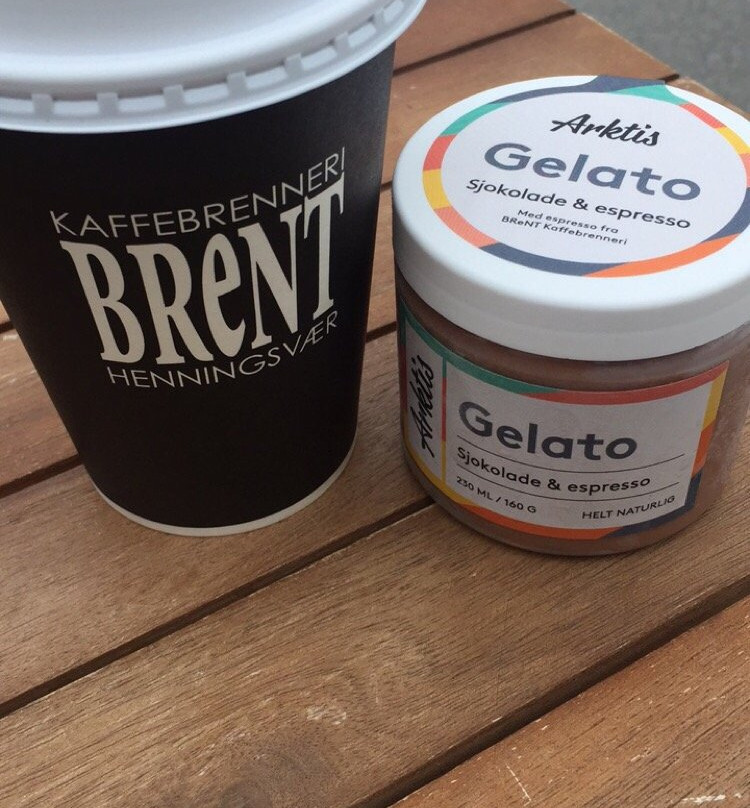 KAFFEBRENNERI
BReNT
HENNINGSVÆR
Arktis
Gelato
Sjokolade & espresso
Med espresso fra
BReNT Kaffebrenneri
Arktis
Gelato
Sjokolade & espresso
230 ML / 160 G
HELT NATURLIG